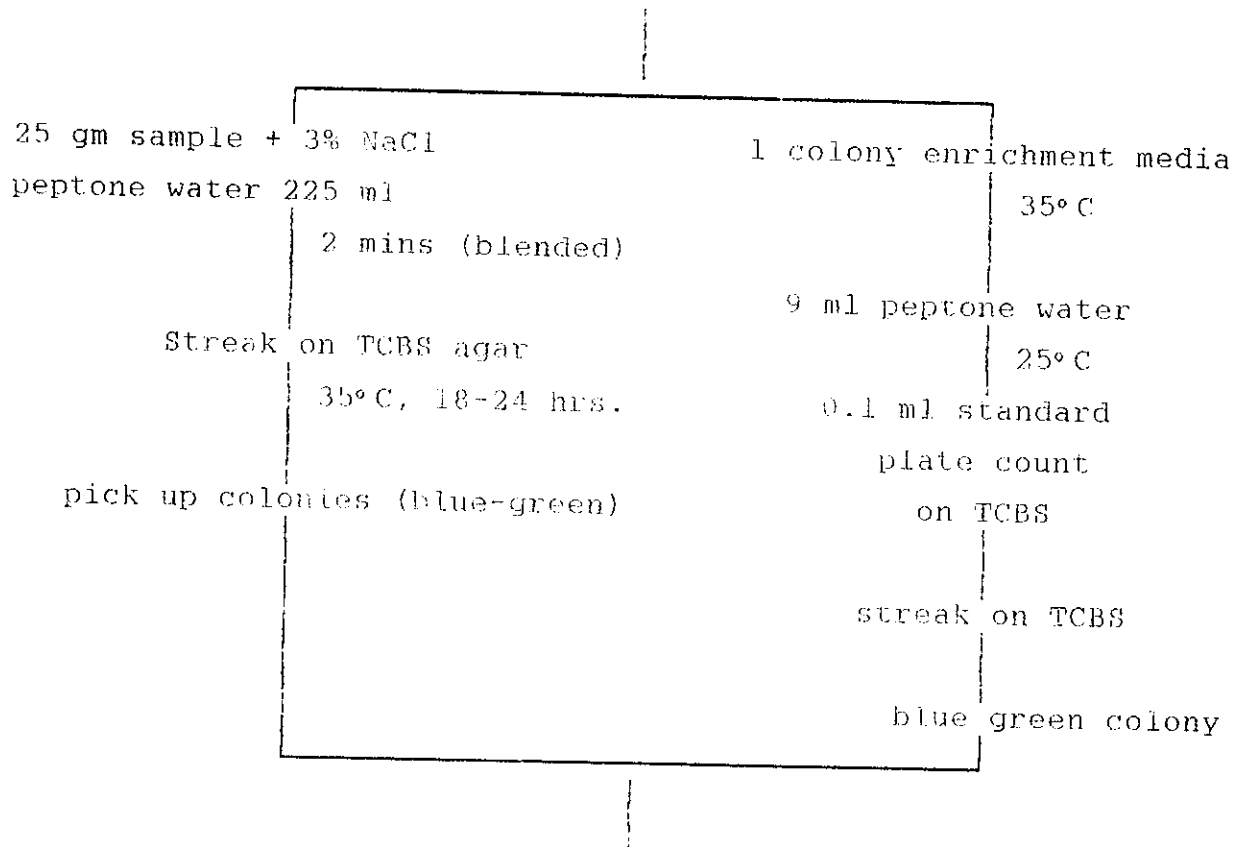 25 gm sample + 3% NaCl
peptone water 225 ml
2 mins (blended)
Streak on TCBS agar
35°C, 18-24 hrs.
pick up colonies (blue-green)
1 colony enrichment media
35°C
9 ml peptone water
25°C
0.1 ml standard
plate count
on TCBS
streak on TCBS
blue green colony